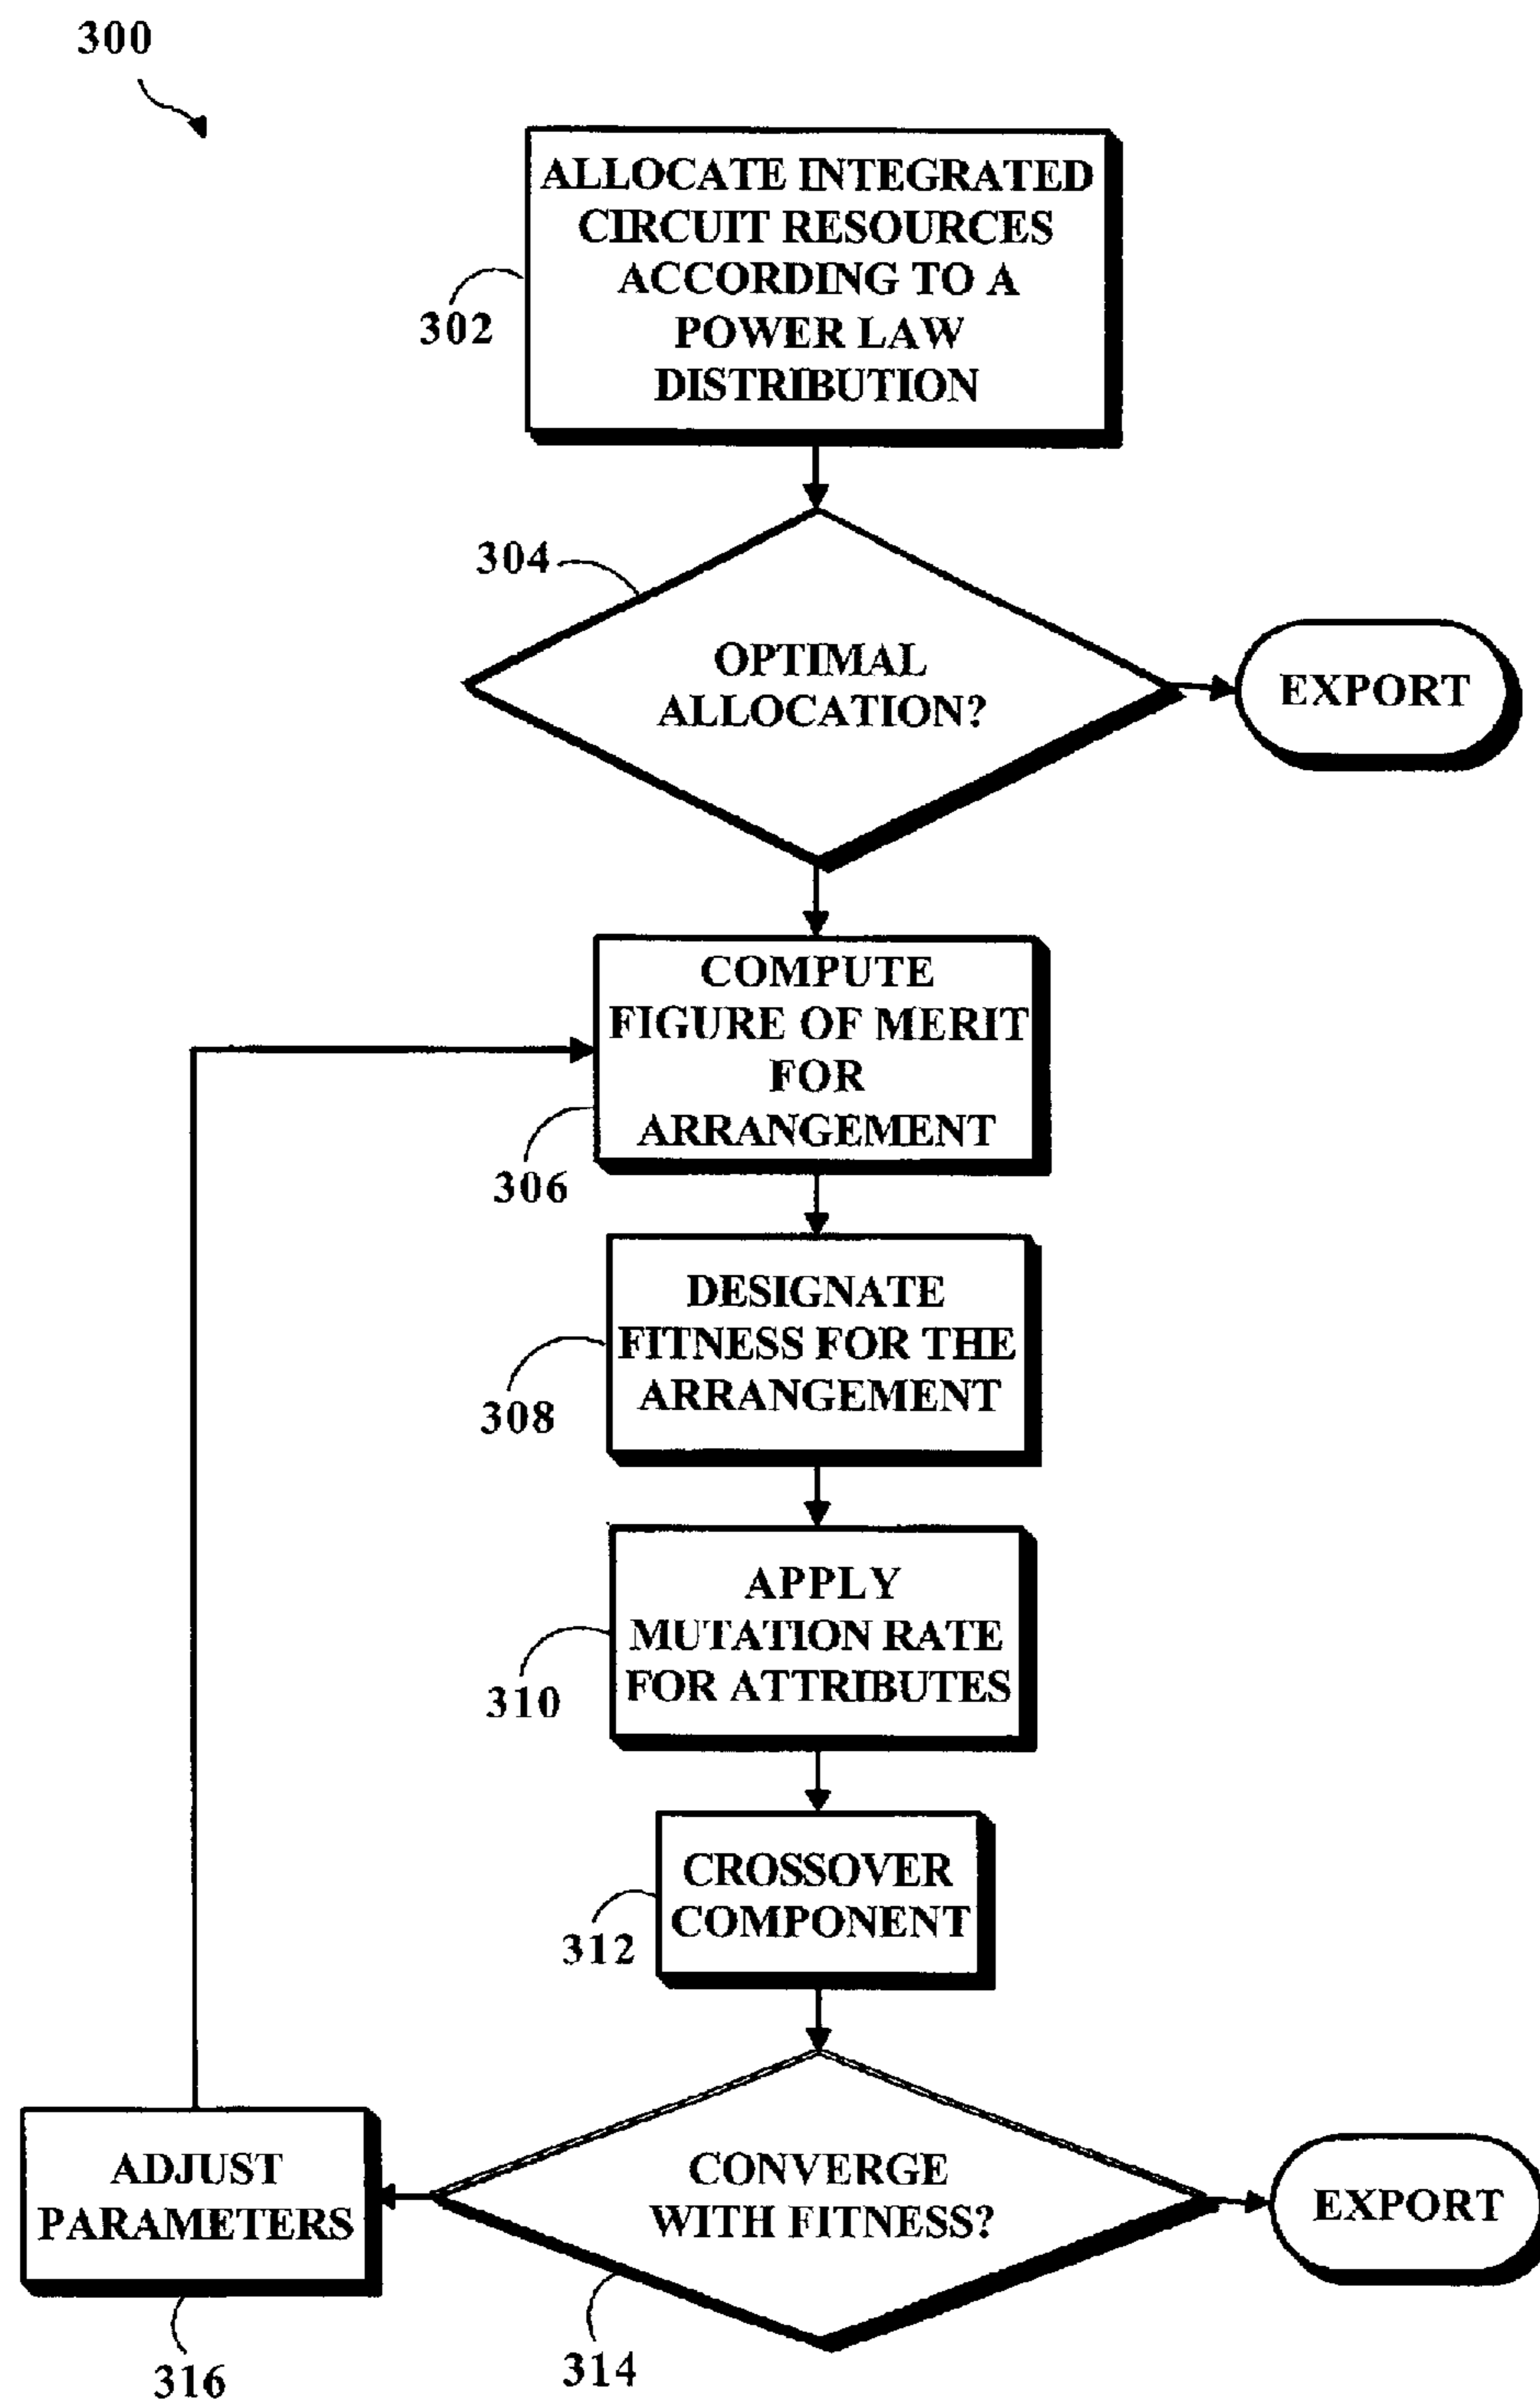 300
ALLOCATE INTEGRATED
CIRCUIT RESOURCES
ACCORDING TO A
POWER LAW
DISTRIBUTION
302
304
OPTIMAL
ALLOCATION?
EXPORT
COMPUTE
FIGURE OF MERIT
FOR
ARRANGEMENT
306
DESIGNATE
FITNESS FOR THE
ARRANGEMENT
308
APPLY
MUTATION RATE
FOR ATTRIBUTES
310
CROSSOVER
COMPONENT
312
ADJUST
PARAMETERS
CONVERGE
WITH FITNESS?
EXPORT
316
314